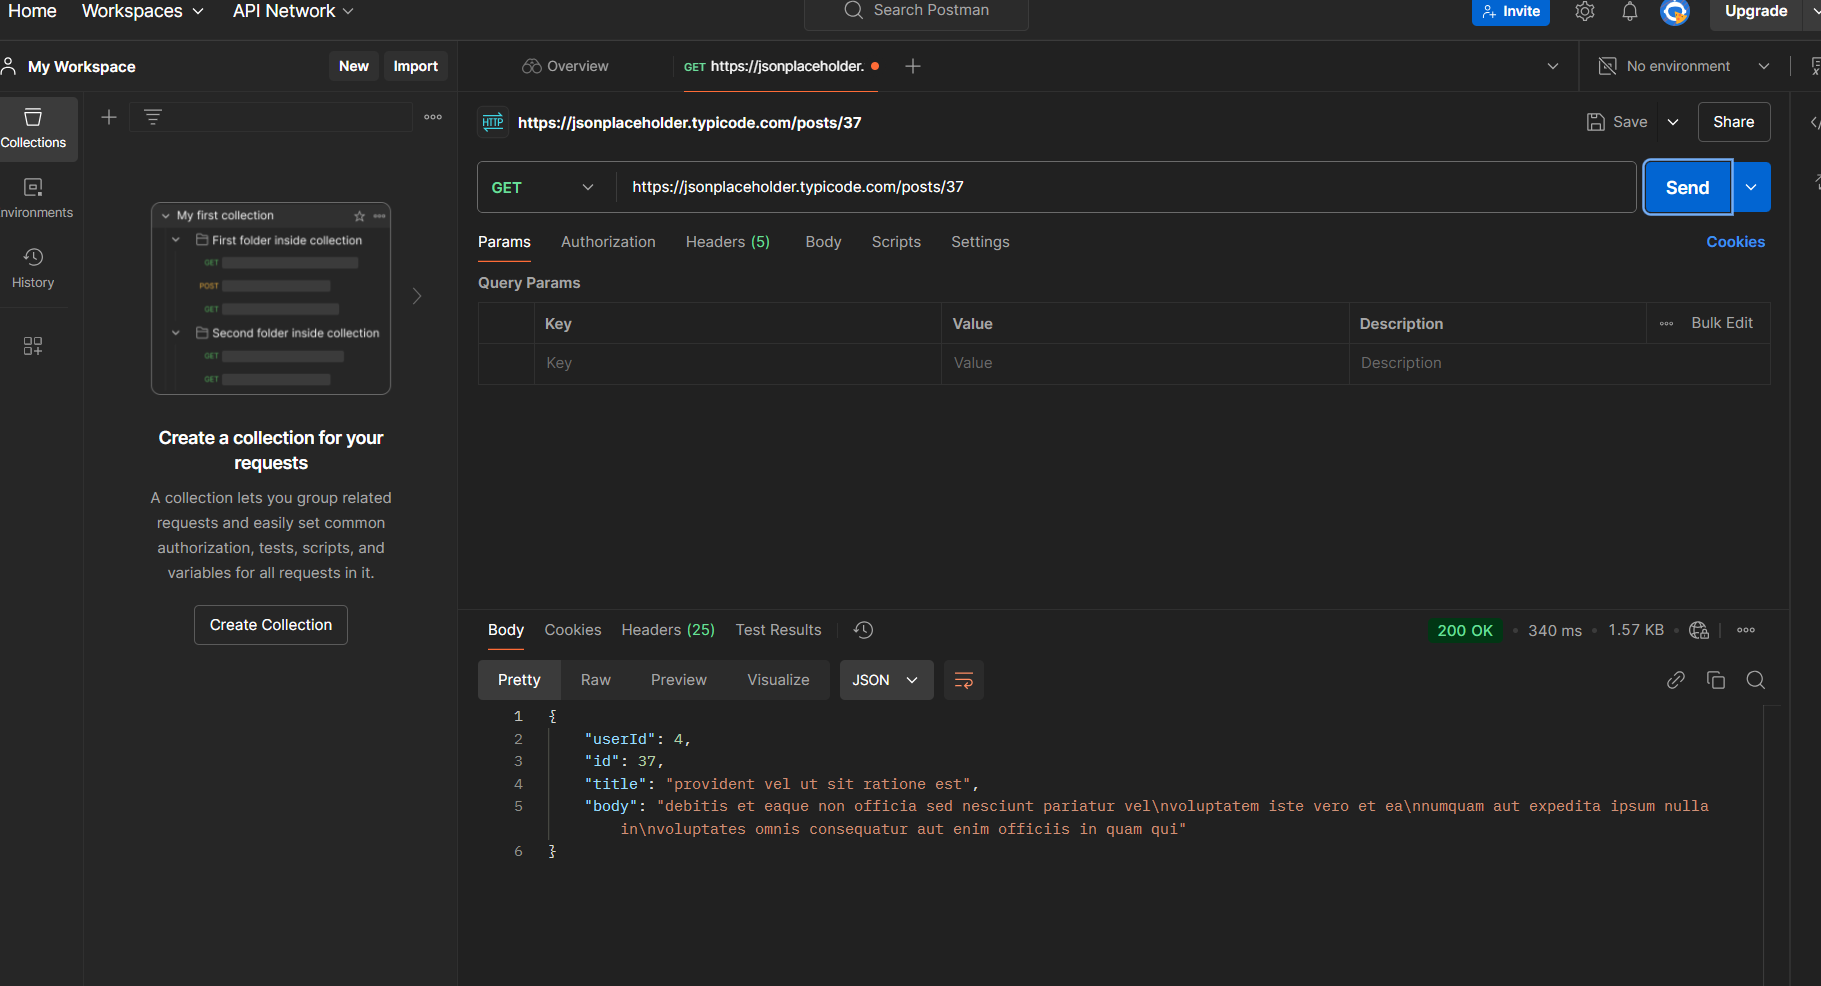 Home Workspaces API Network Search Postman Invite Upgrade
My Workspace New Import Overview GET https://jsonplaceholder. No environment
Collections
HTTP https://jsonplaceholder.typicode.com/posts/37 Save Share
GET https://jsonplaceholder.typicode.com/posts/37 Send
nvironments
History
My first collection
First folder inside collection
GET
POST
GET
Second folder inside collection
GET
GET
Create a collection for your
requests
A collection lets you group related
requests and easily set common
authorization, tests, scripts, and
variables for all requests in it.
Create Collection
Params Authorization Headers (5) Body Scripts Settings Cookies
Query Params
Key Value Description Bulk Edit
Key Value Description
Body Cookies Headers (25) Test Results 200 OK 340 ms 1.57 KB
Pretty Raw Preview Visualize JSON
1 {
2 "userId": 4,
3 "id": 37,
4 "title": "provident vel ut sit ratione est",
5 "body": "debitis et eaque non officia sed nesciunt pariatur vel\nvoluptatem iste vero et ea\nnumquam aut expedita ipsum nulla
in\nvoluptates omnis consequatur aut enim officiis in quam qui"
6 }